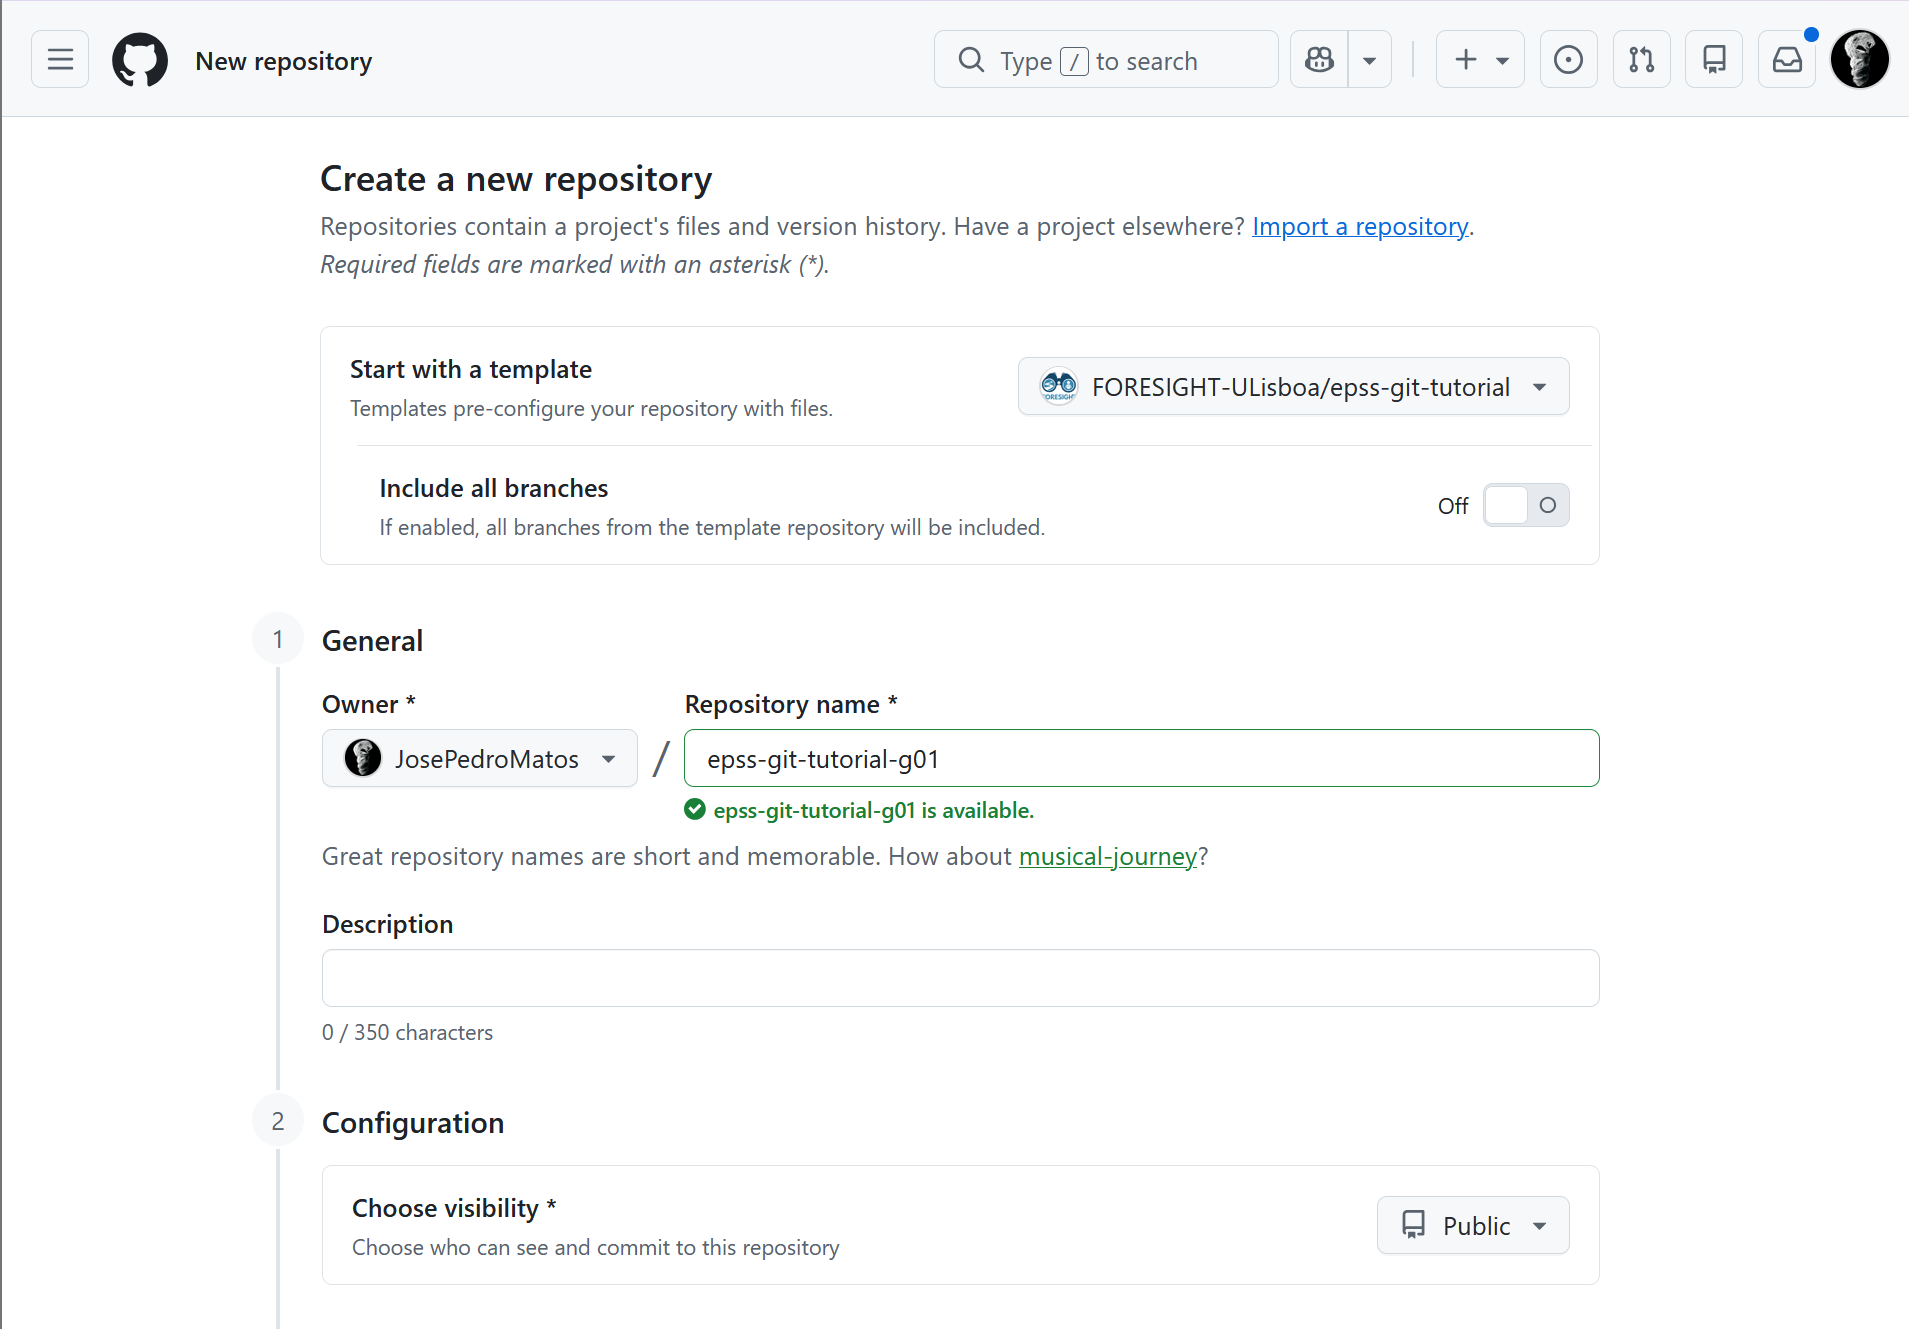 New repository
Type / to search
Create a new repository
Repositories contain a project's files and version history. Have a project elsewhere? Import a repository.
Required fields are marked with an asterisk (*).
Start with a template
Templates pre-configure your repository with files.
FORESIGHT
FORESIGHT-ULisboa/epss-git-tutorial
Include all branches
If enabled, all branches from the template repository will be included.
Off
1
General
Owner *
Repository name *
JosePedroMatos
/
epss-git-tutorial-g01
epss-git-tutorial-g01 is available.
Great repository names are short and memorable. How about musical-journey?
Description
0 / 350 characters
2
Configuration
Choose visibility *
Choose who can see and commit to this repository
Public